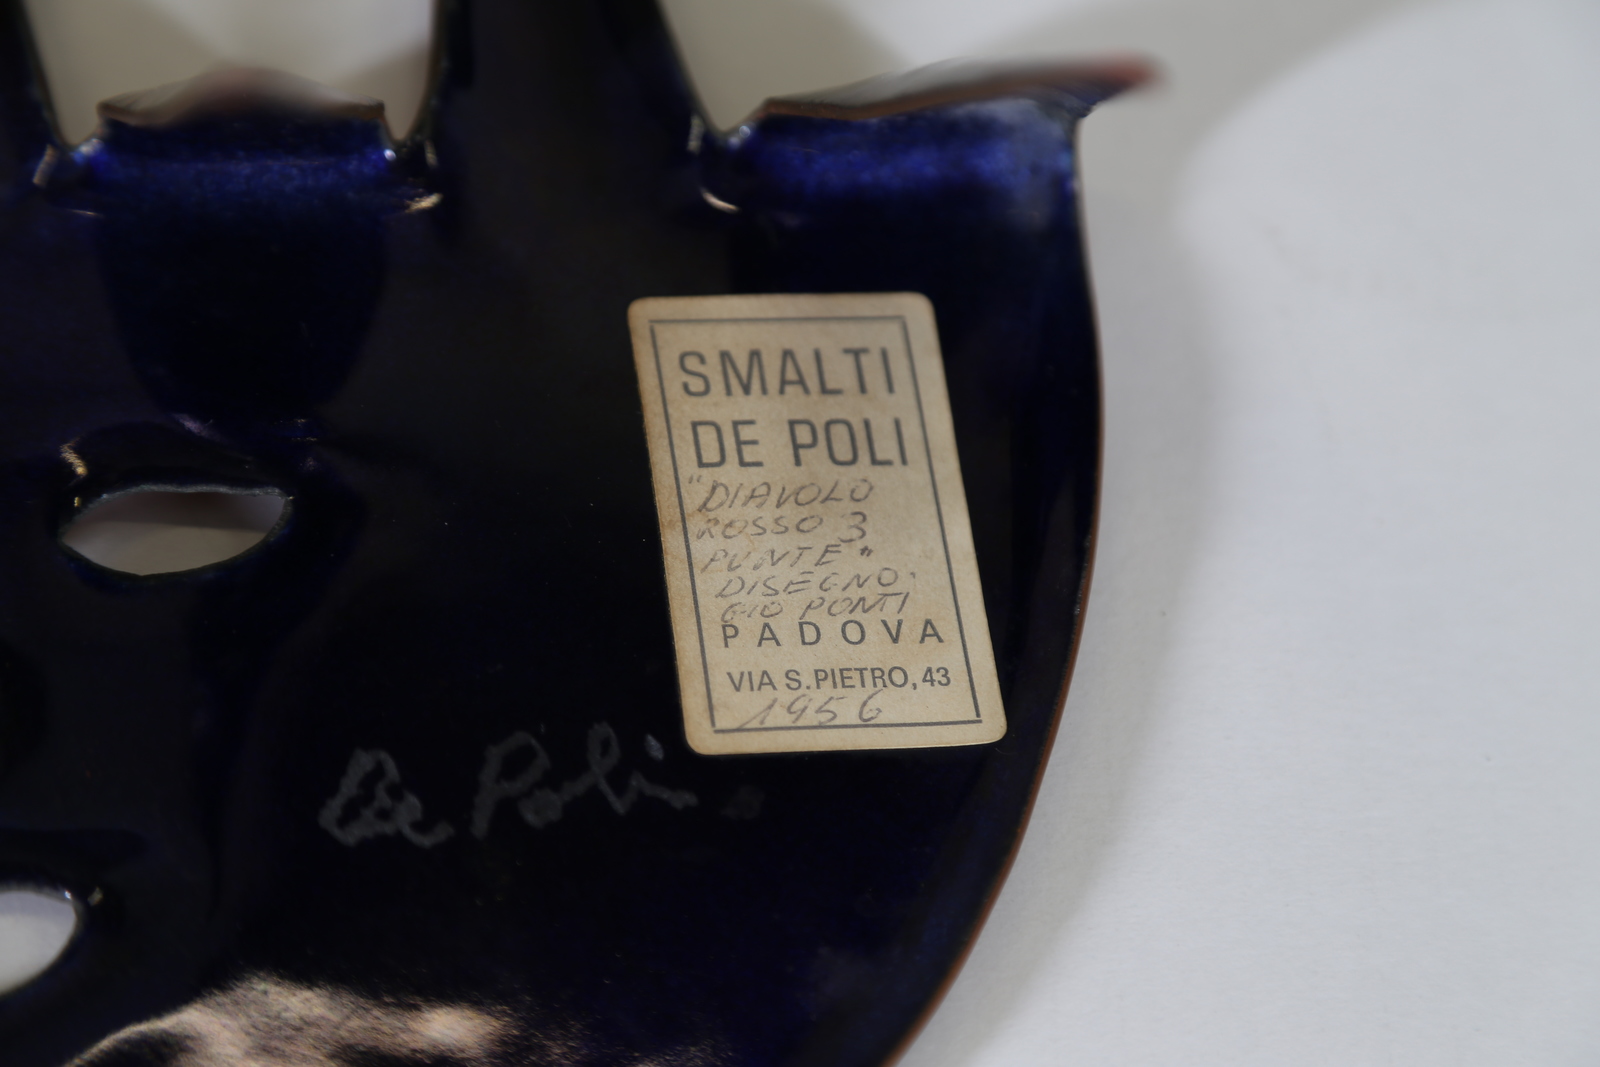 SMALTI
DE POLI
"DIAVOLO
ROSSO 3
PUNTE"
DISEGNO.
GIO PONTI
PADOVA
VIA S.PIETRO, 43
1956
De Poli